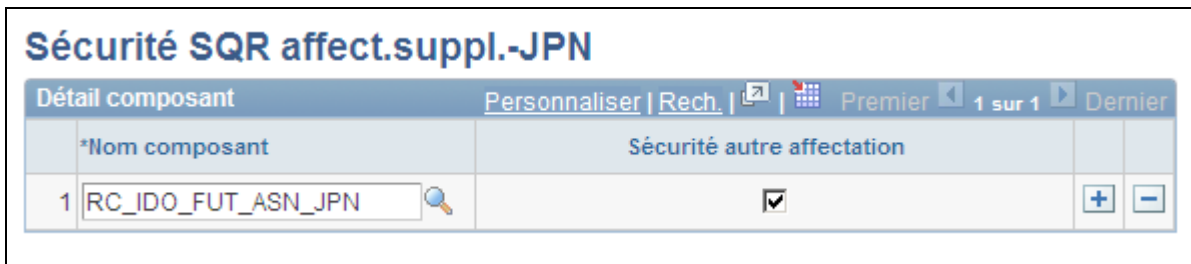 Sécurité SQR affect.suppl.-JPN
Détail composant Personnaliser | Rech. | | Premier 1 sur 1 Dernier
*Nom composant Sécurité autre affectation
1 RC_IDO_FUT_ASN_JPN